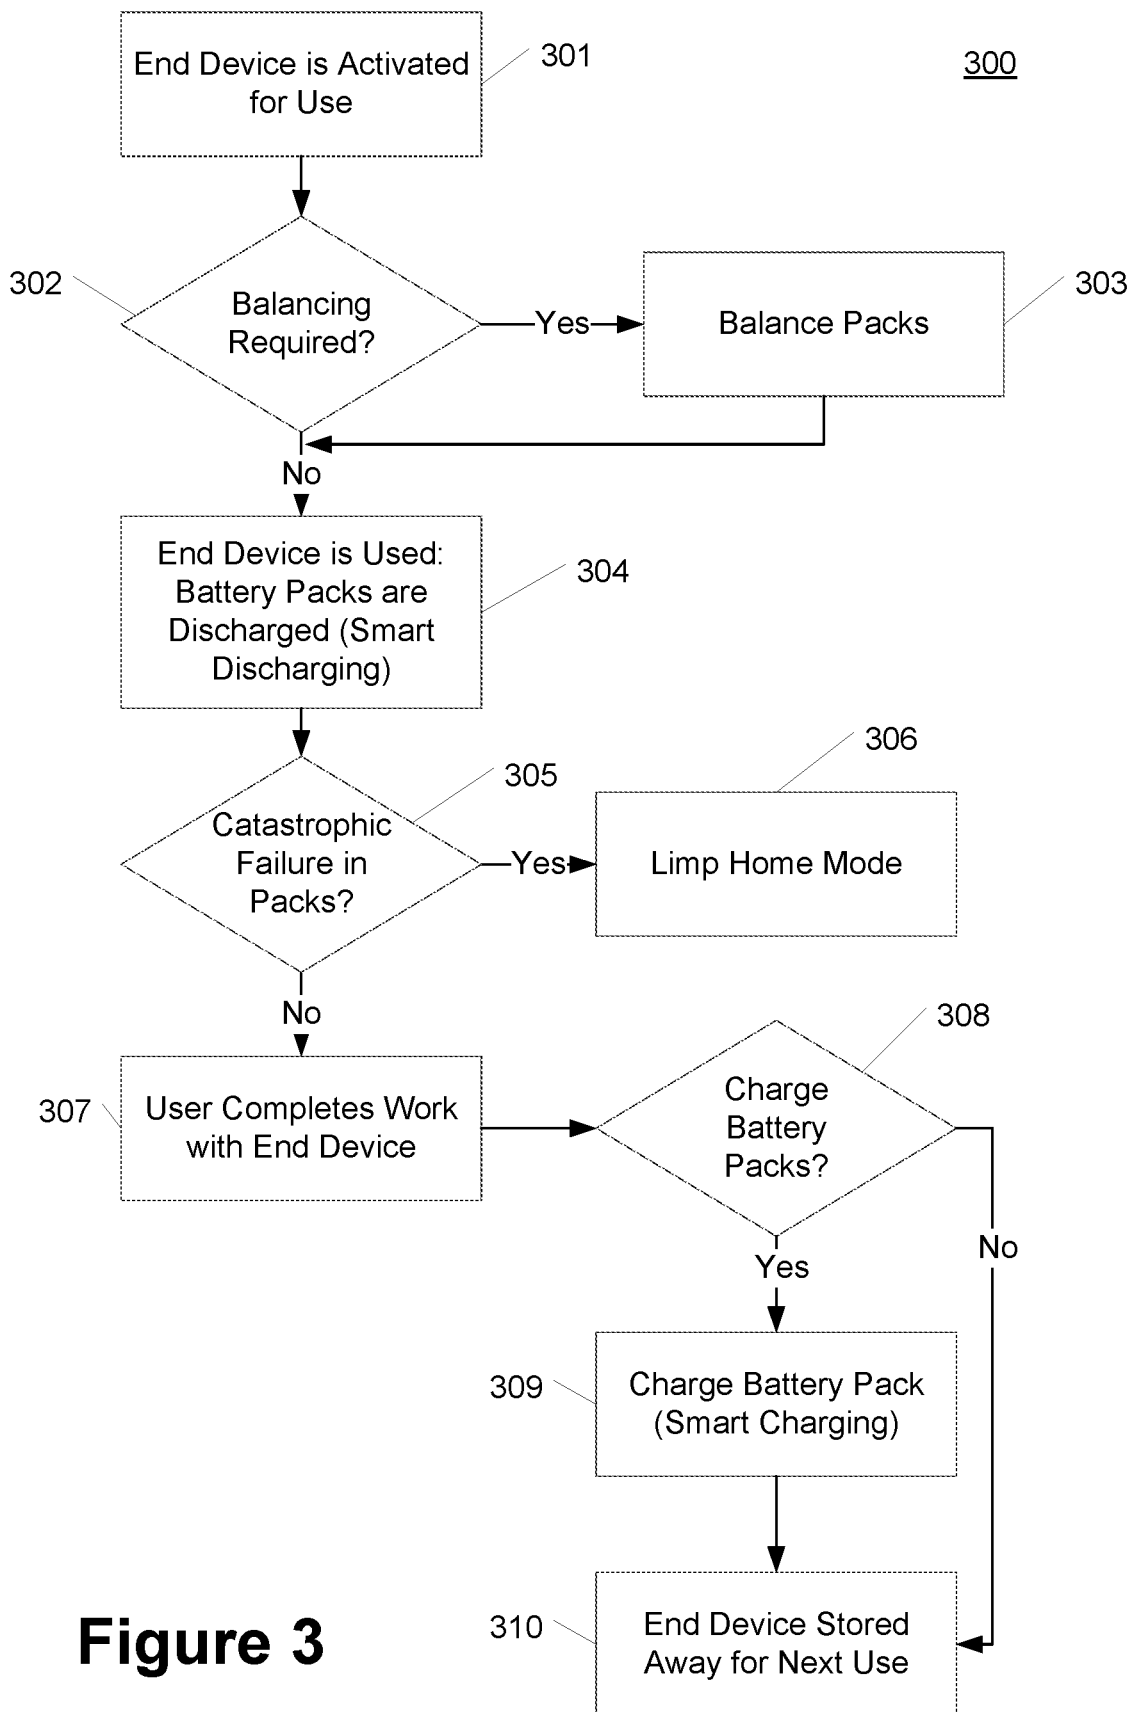 End Device is Activated
for Use
301
300
302
Balancing
Required?
Yes
Balance Packs
303
No
End Device is Used:
Battery Packs are
Discharged (Smart
Discharging)
304
Catastrophic
Failure in
Packs?
305
Yes
306
Limp Home Mode
No
307
User Completes Work
with End Device
308
Charge
Battery
Packs?
No
Yes
309
Charge Battery Pack
(Smart Charging)
310
End Device Stored
Away for Next Use
Figure 3